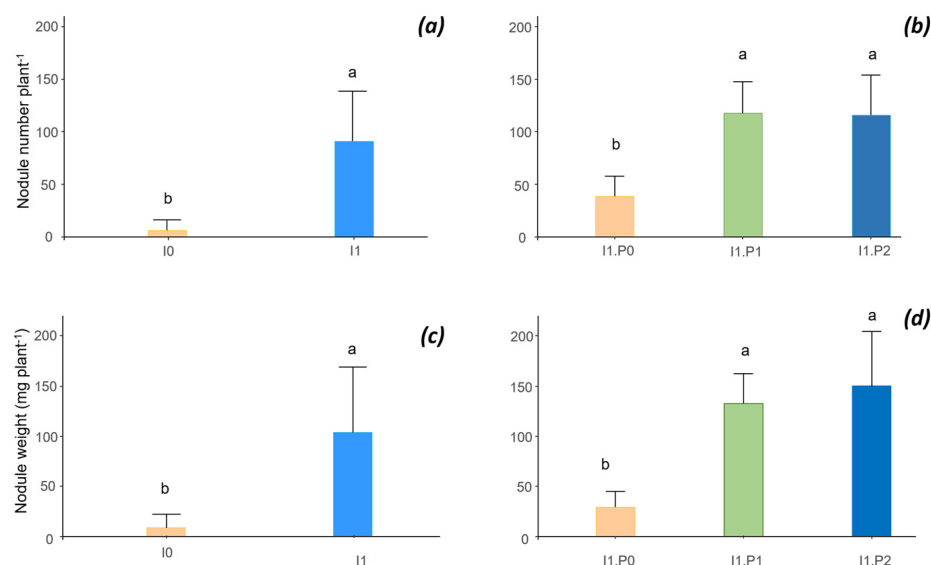 (a)
Nodule number plant⁻¹
200
150
100
50
0
b
a
I0
I1
(b)
200
150
100
50
0
b
a
a
I1.P0
I1.P1
I1.P2
(c)
Nodule weight (mg plant⁻¹)
200
150
100
50
0
b
a
I0
I1
(d)
200
150
100
50
0
b
a
a
I1.P0
I1.P1
I1.P2